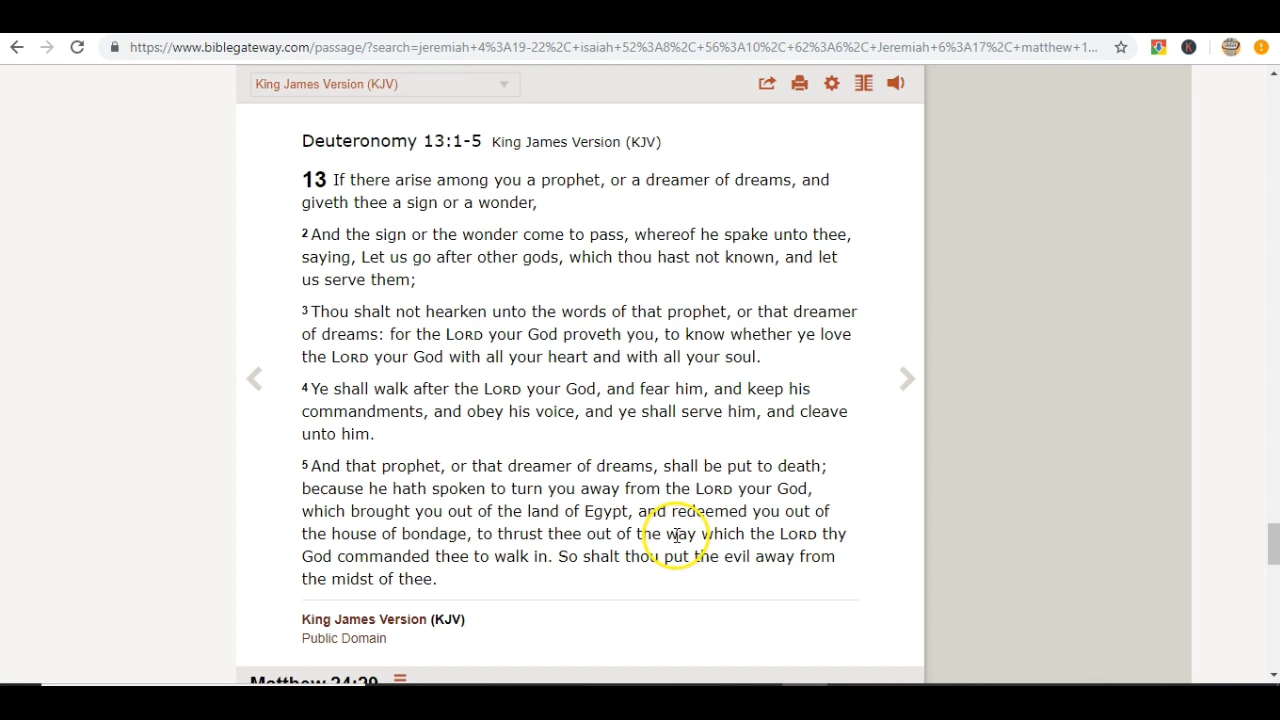 https://www.biblegateway.com/passage/?search=jeremiah+4%3A19-22%2C+isaiah+52%3A8%2C+56%3A10%2C+62%3A6%2C+Jeremiah+6%3A17%2C+matthew+1...
King James Version (KJV)
Deuteronomy 13:1-5 King James Version (KJV)
13 If there arise among you a prophet, or a dreamer of dreams, and
giveth thee a sign or a wonder,
2 And the sign or the wonder come to pass, whereof he spake unto thee,
saying, Let us go after other gods, which thou hast not known, and let
us serve them;
3 Thou shalt not hearken unto the words of that prophet, or that dreamer
of dreams: for the LORD your God proveth you, to know whether ye love
the LORD your God with all your heart and with all your soul.
4 Ye shall walk after the LORD your God, and fear him, and keep his
commandments, and obey his voice, and ye shall serve him, and cleave
unto him.
5 And that prophet, or that dreamer of dreams, shall be put to death;
because he hath spoken to turn you away from the LORD your God,
which brought you out of the land of Egypt, and redeemed you out of
the house of bondage, to thrust thee out of the way which the LORD thy
God commanded thee to walk in. So shalt thou put the evil away from
the midst of thee.
King James Version (KJV)
Public Domain
Matthew 24:29